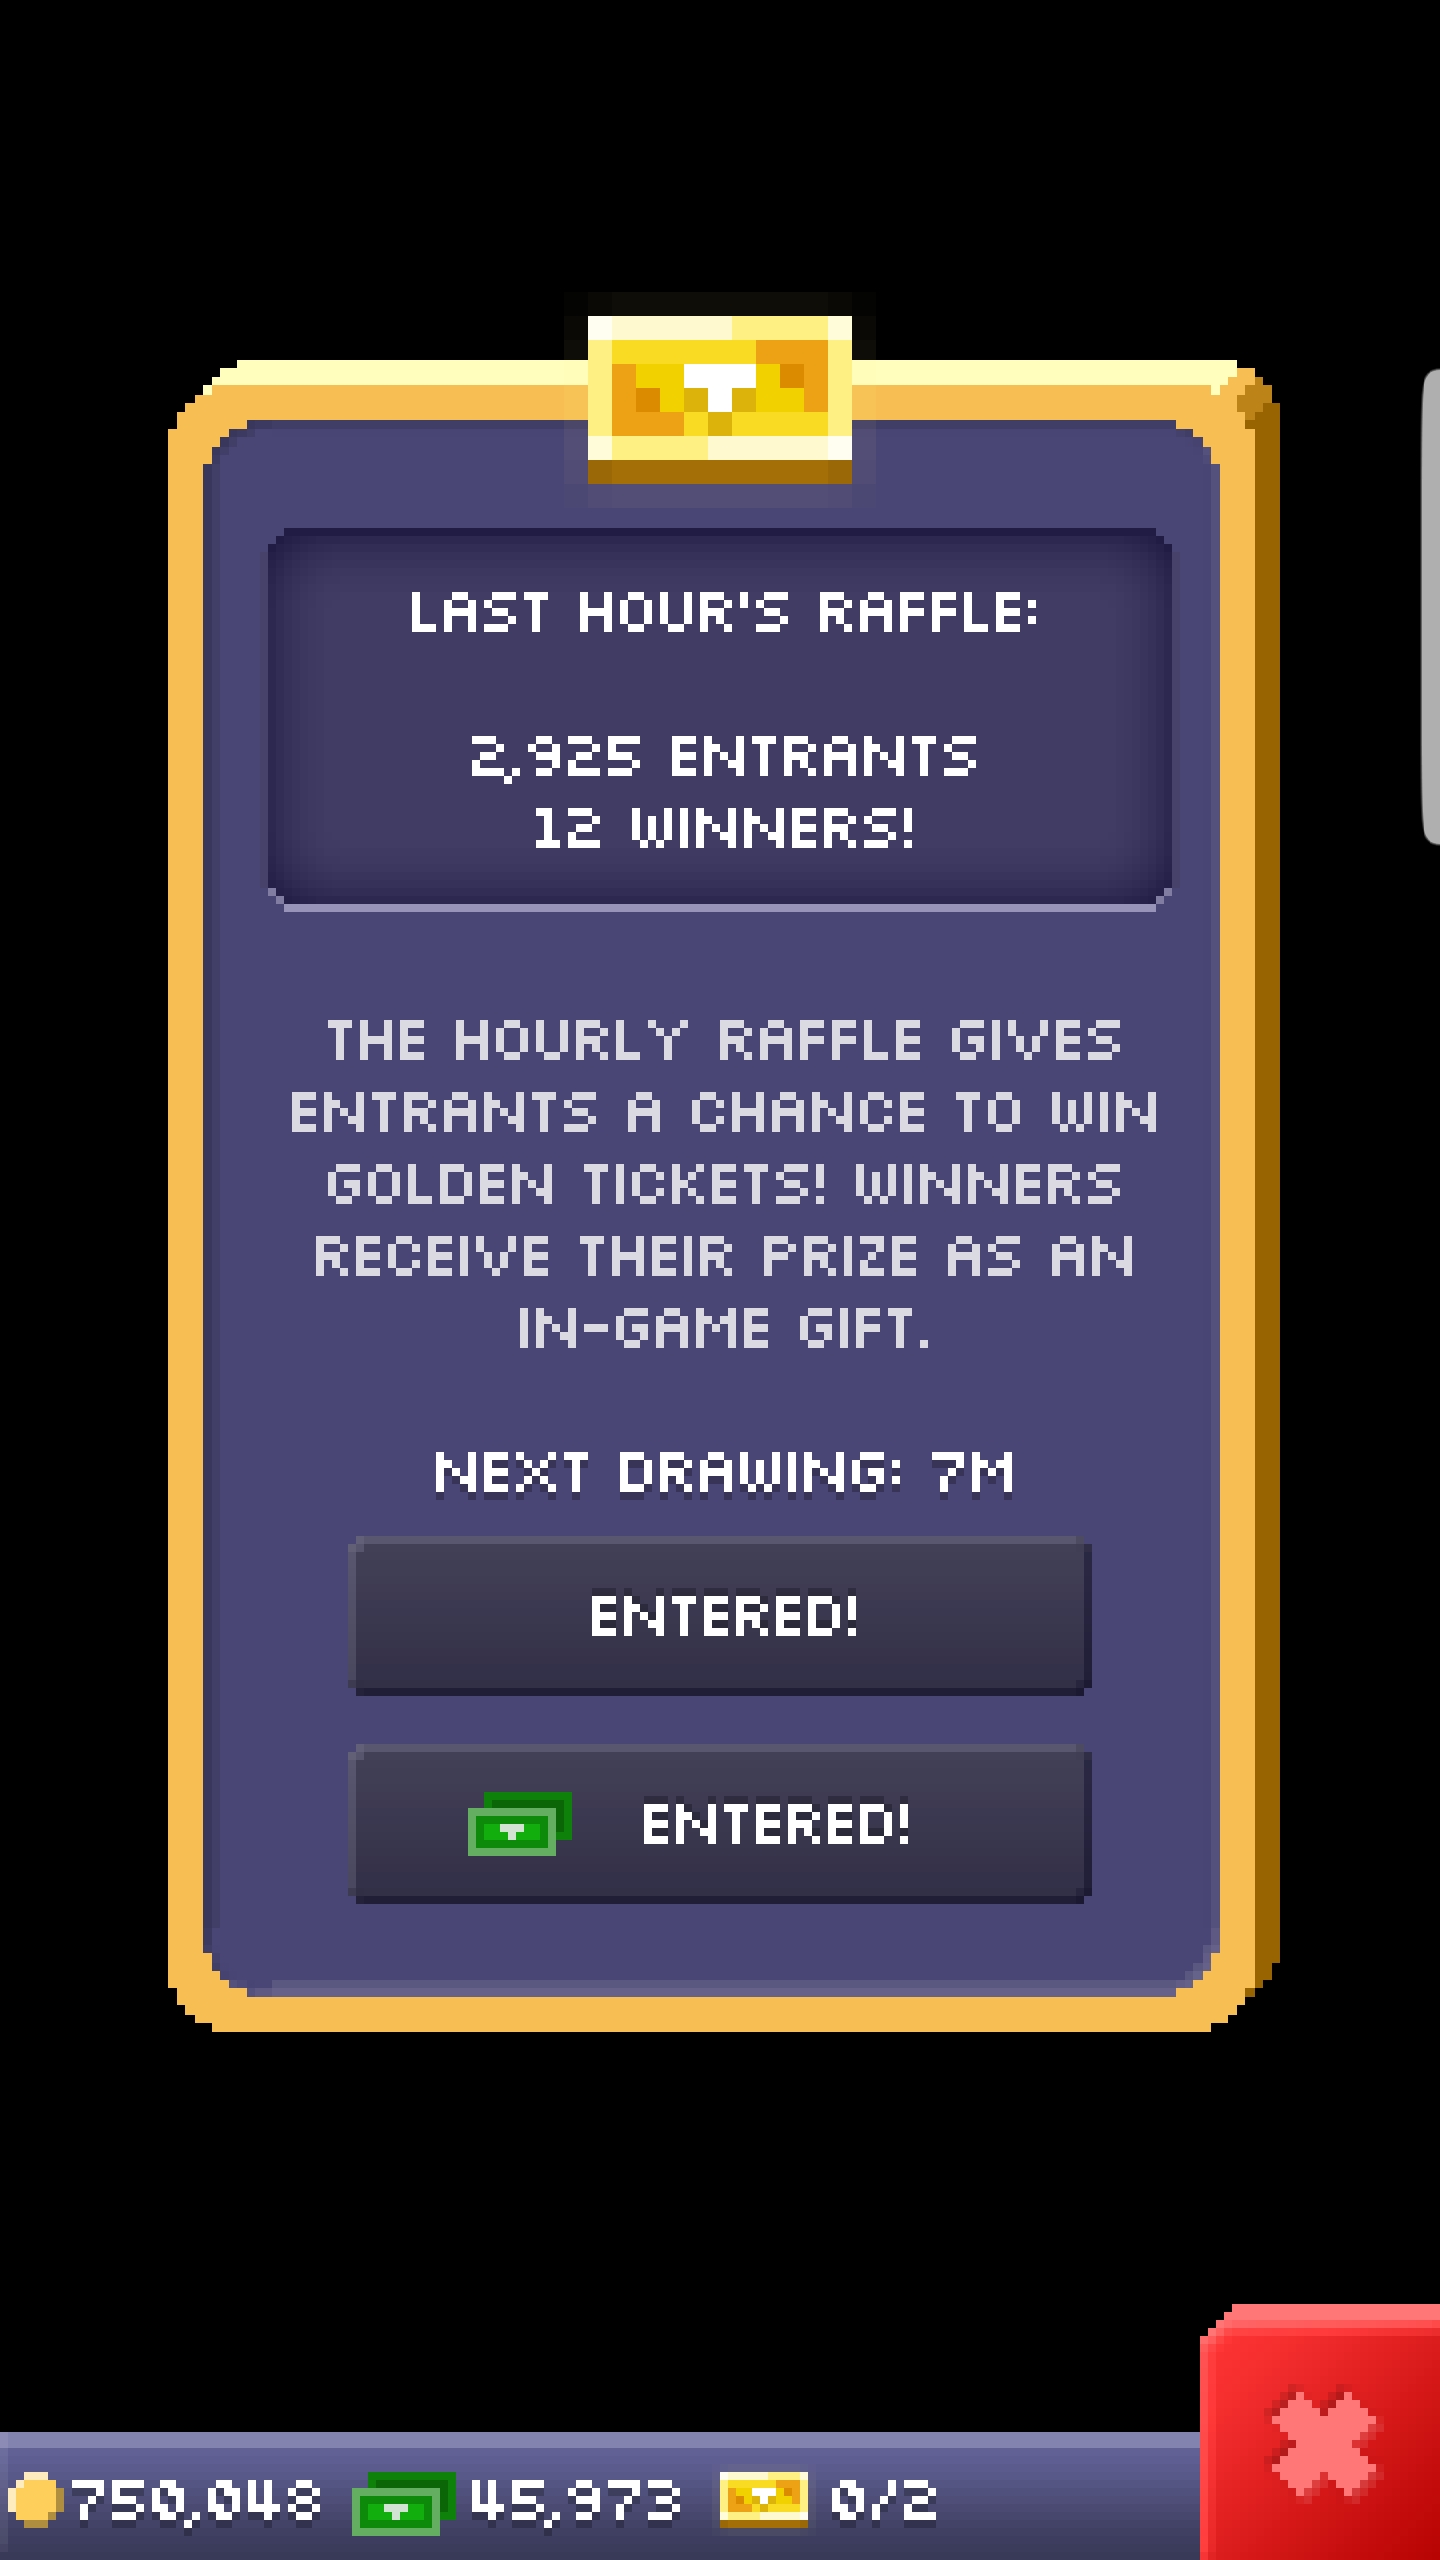 LAST HOUR'S RAFFLE:
2,925 ENTRANTS
12 WINNERS!
THE HOURLY RAFFLE GIVES
ENTRANTS A CHANCE TO WIN
GOLDEN TICKETS! WINNERS
RECEIVE THEIR PRIZE AS AN
IN-GAME GIFT.
NEXT DRAWING: 7M
ENTERED!
ENTERED!
750,048 45,973 0/2